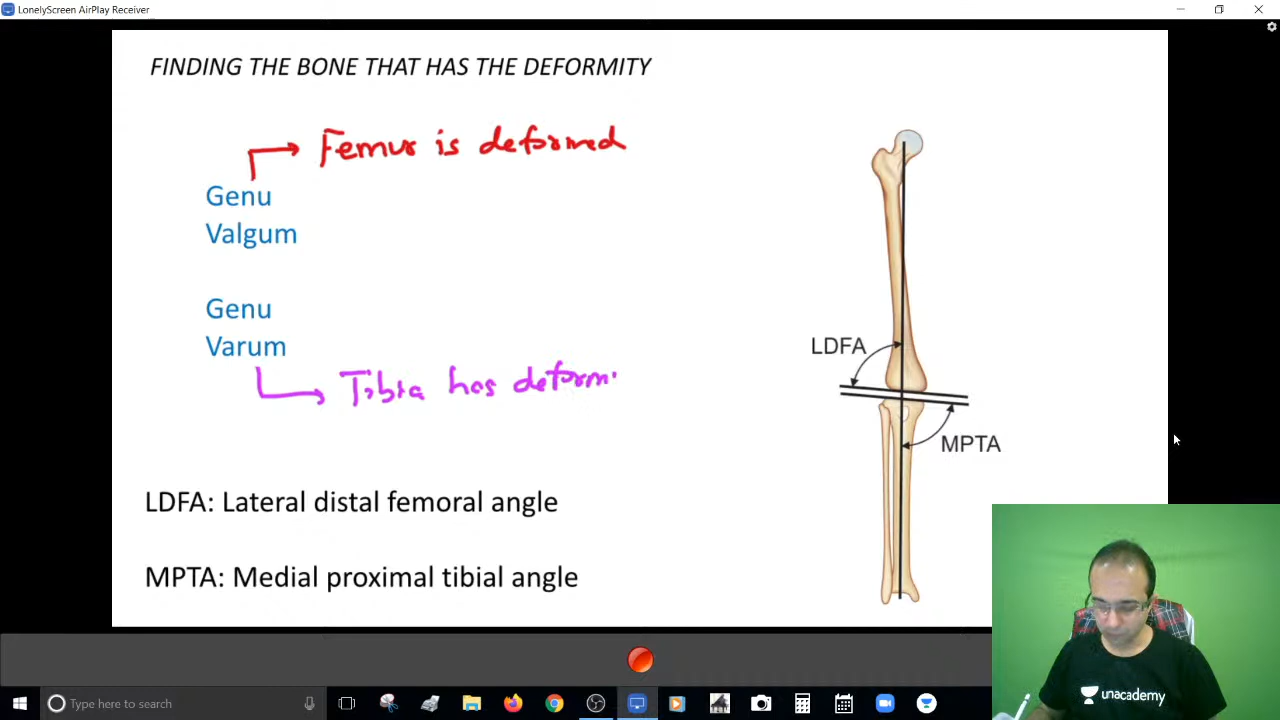 LonelyScreen AirPlay Receiver
FINDING THE BONE THAT HAS THE DEFORMITY
Femur is deformed
Genu
Valgum
Genu
Varum
Tibia has deform
LDFA
MPTA
LDFA: Lateral distal femoral angle
MPTA: Medial proximal tibial angle
unacademy
Type here to search